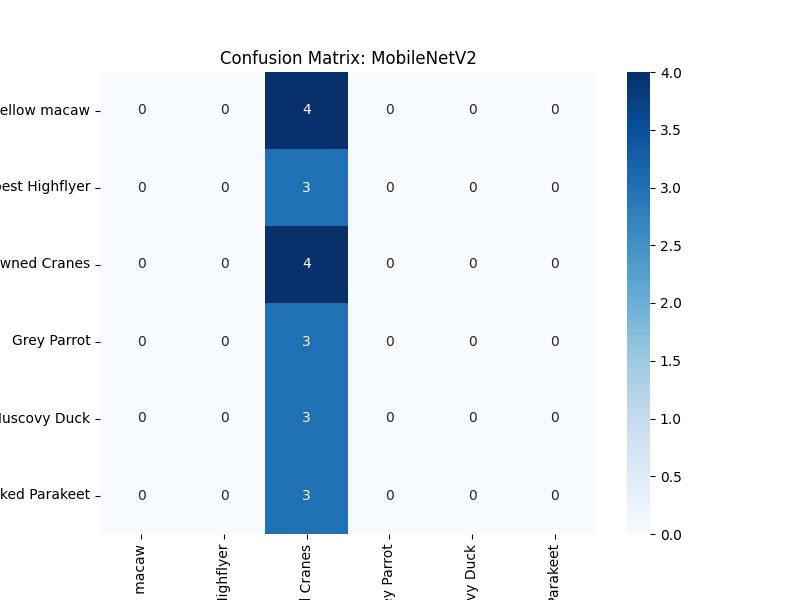 Confusion Matrix: MobileNetV2
ellow macaw 0 0 4 0 0 0
est Highflyer 0 0 3 0 0 0
wned Cranes 0 0 4 0 0 0
Grey Parrot 0 0 3 0 0 0
uscovy Duck 0 0 3 0 0 0
ked Parakeet 0 0 3 0 0 0
macaw
ighflyer
d Cranes
ey Parrot
vy Duck
Parakeet
4.0
3.5
3.0
2.5
2.0
1.5
1.0
0.5
0.0